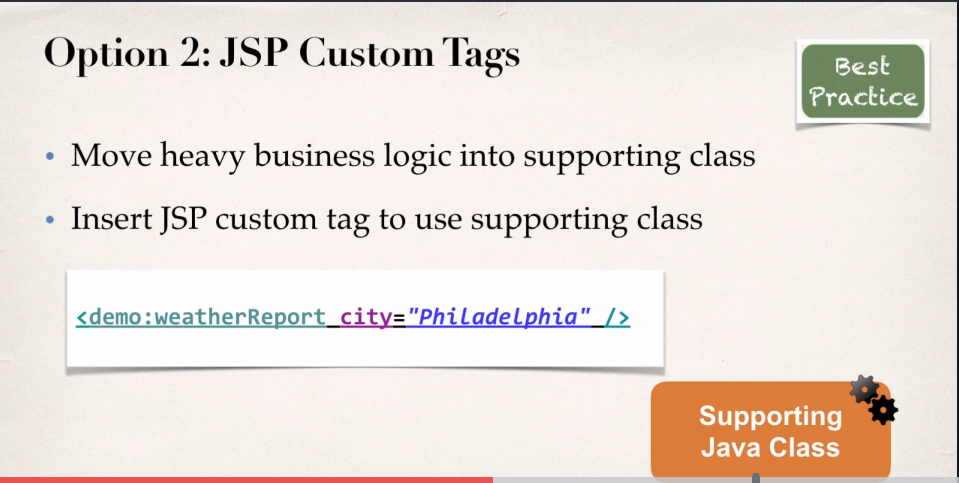 Option 2: JSP Custom Tags
Best
Practice
• Move heavy business logic into supporting class
• Insert JSP custom tag to use supporting class
<demo:weatherReport city="Philadelphia" />
Supporting
Java Class